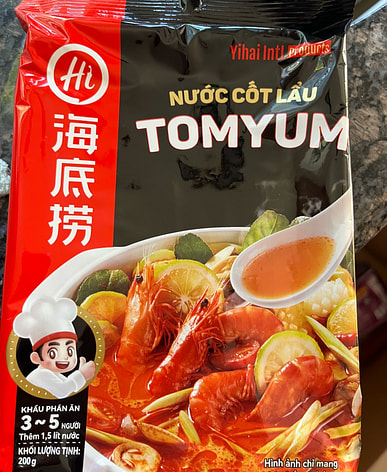 Yihai Intl Products
Hi
海底捞
NƯỚC CỐT LẨU
TOMYUM
KHẨU PHẦN ĂN
3~5 NGƯỜI
Thêm 1,5 lít nước
KHỐI LƯỢNG TỊNH:
200g
Hình ảnh chỉ mang